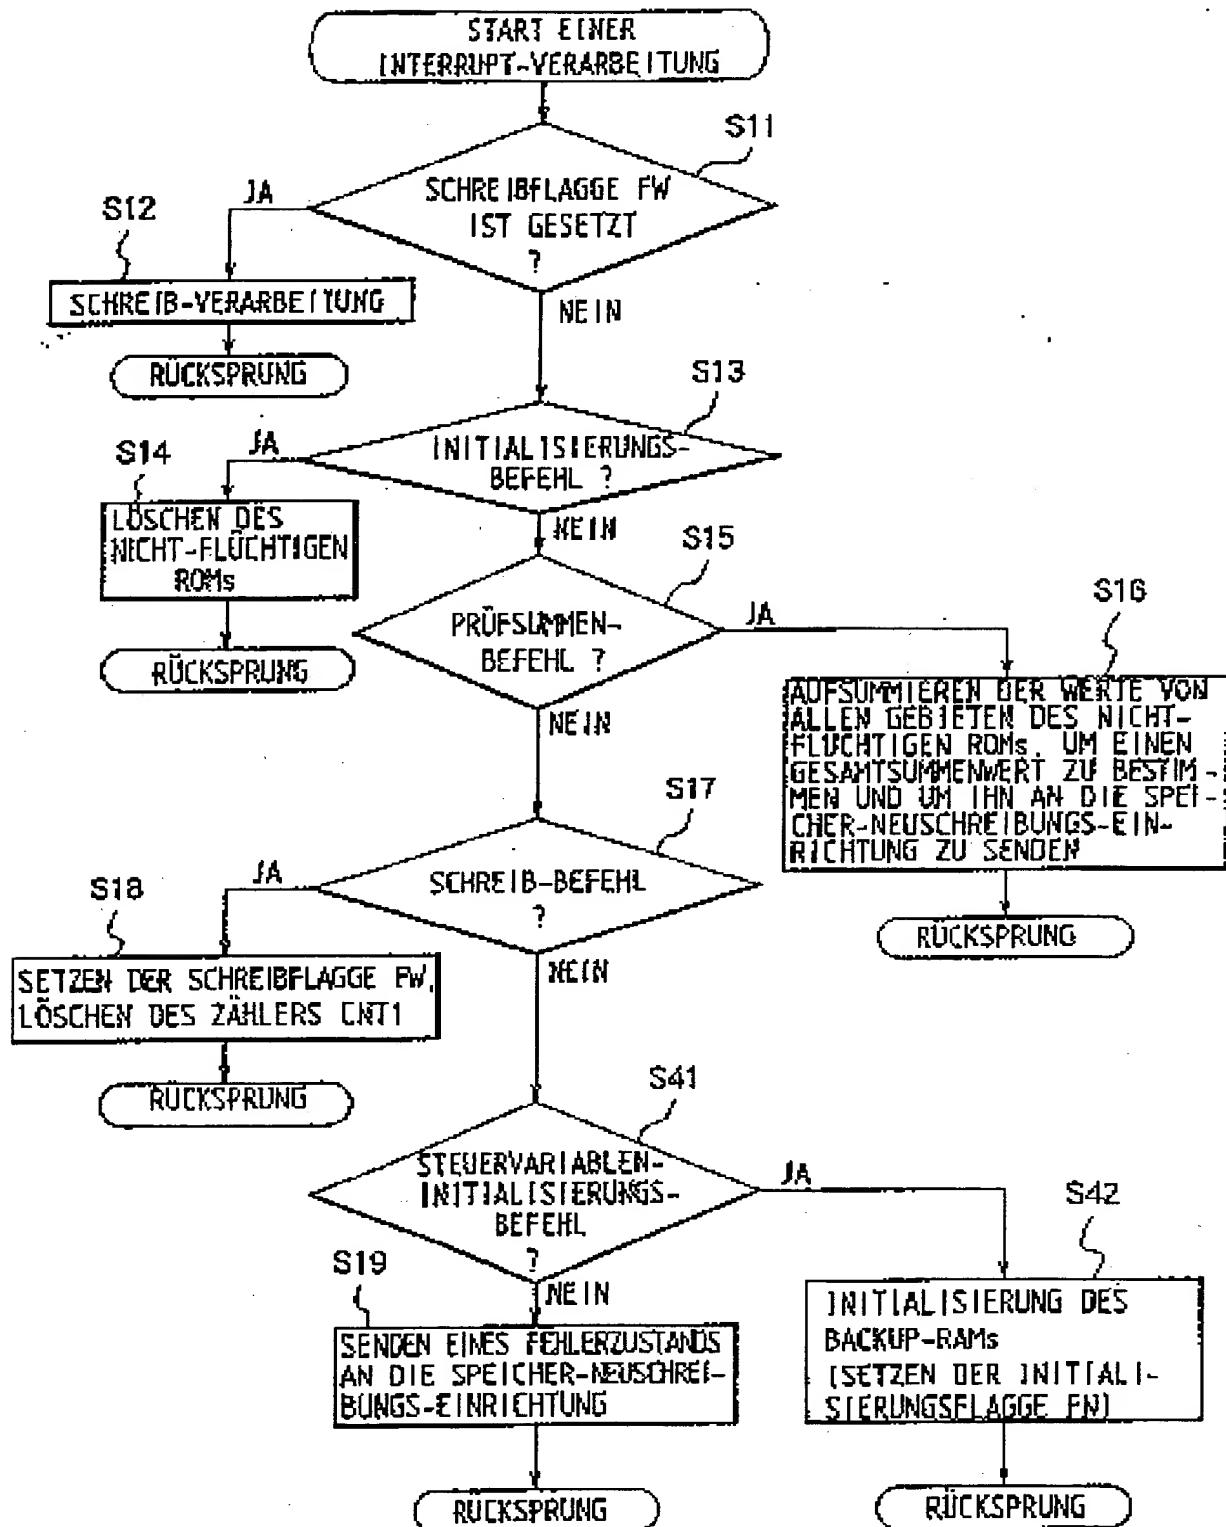 START EINER
INTERRUPT-VERARBEITUNG
S11
SCHREIBFLAGGE FW
IST GESETZT
?
JA
S12
SCHREIB-VERARBEITUNG
NEIN
RÜCKSPRUNG
S13
INITIALISIERUNGS-
BEFEHL ?
JA
S14
LÖSCHEN DES
NICHT-FLÜCHTIGEN
ROMs
NEIN
S15
RÜCKSPRUNG
PRÜFSUMMEN-
BEFEHL ?
JA
S16
AUFSUMMIEREN DER WERTE VON
ALLEN GEBIETEN DES NICHT-
FLÜCHTIGEN ROMs, UM EINEN
GESAMTSUMMENWERT ZU BESTIM-
MEN UND UM IHN AN DIE SPEI-
CHER-NEUSCHREIBUNGS-EIN-
RICHTUNG ZU SENDEN
RÜCKSPRUNG
NEIN
S17
SCHREIB-BEFEHL
?
JA
S18
SETZEN DER SCHREIBFLAGGE FW,
LÖSCHEN DES ZÄHLERS CNT1
RÜCKSPRUNG
NEIN
S41
STEUERVARIABLEN-
INITIALISIERUNGS-
BEFEHL
?
JA
S42
INITIALISIERUNG DES
BACKUP-RAMs
(SETZEN DER INITIALI-
SIERUNGSFLAGGE FN)
RÜCKSPRUNG
S19
NEIN
SENDEN EINES FEHLERZUSTANDS
AN DIE SPEICHER-NEUSCHREI-
BUNGS-EINRICHTUNG
RÜCKSPRUNG